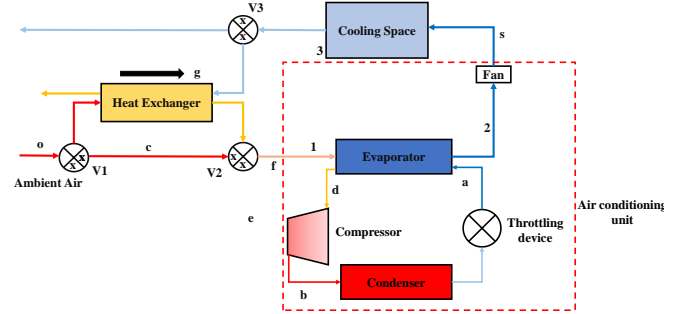 V3
x
x
Cooling Space
3
s
g
Fan
Heat Exchanger
o
x
x
V1
Ambient Air
c
x
x
V2
f
1
Evaporator
2
a
d
e
Compressor
Throttling
device
Air conditioning
unit
b
Condenser